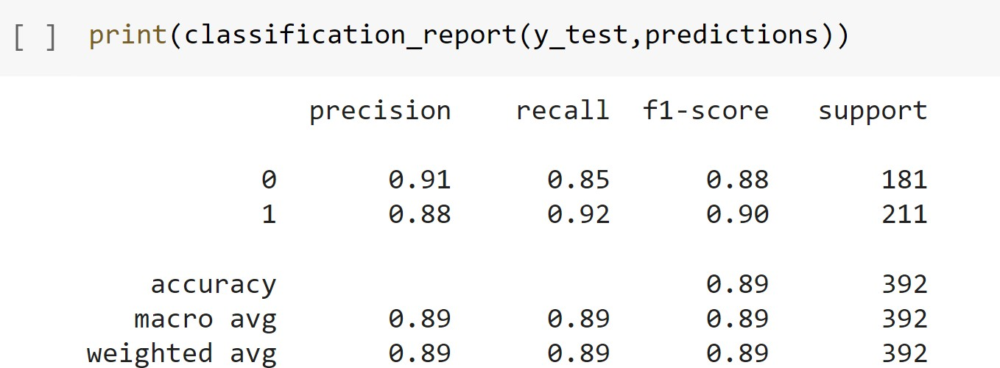 [ ] print(classification_report(y_test,predictions))
precision recall f1-score support
0 0.91 0.85 0.88 181
1 0.88 0.92 0.90 211
accuracy 0.89 392
macro avg 0.89 0.89 0.89 392
weighted avg 0.89 0.89 0.89 392